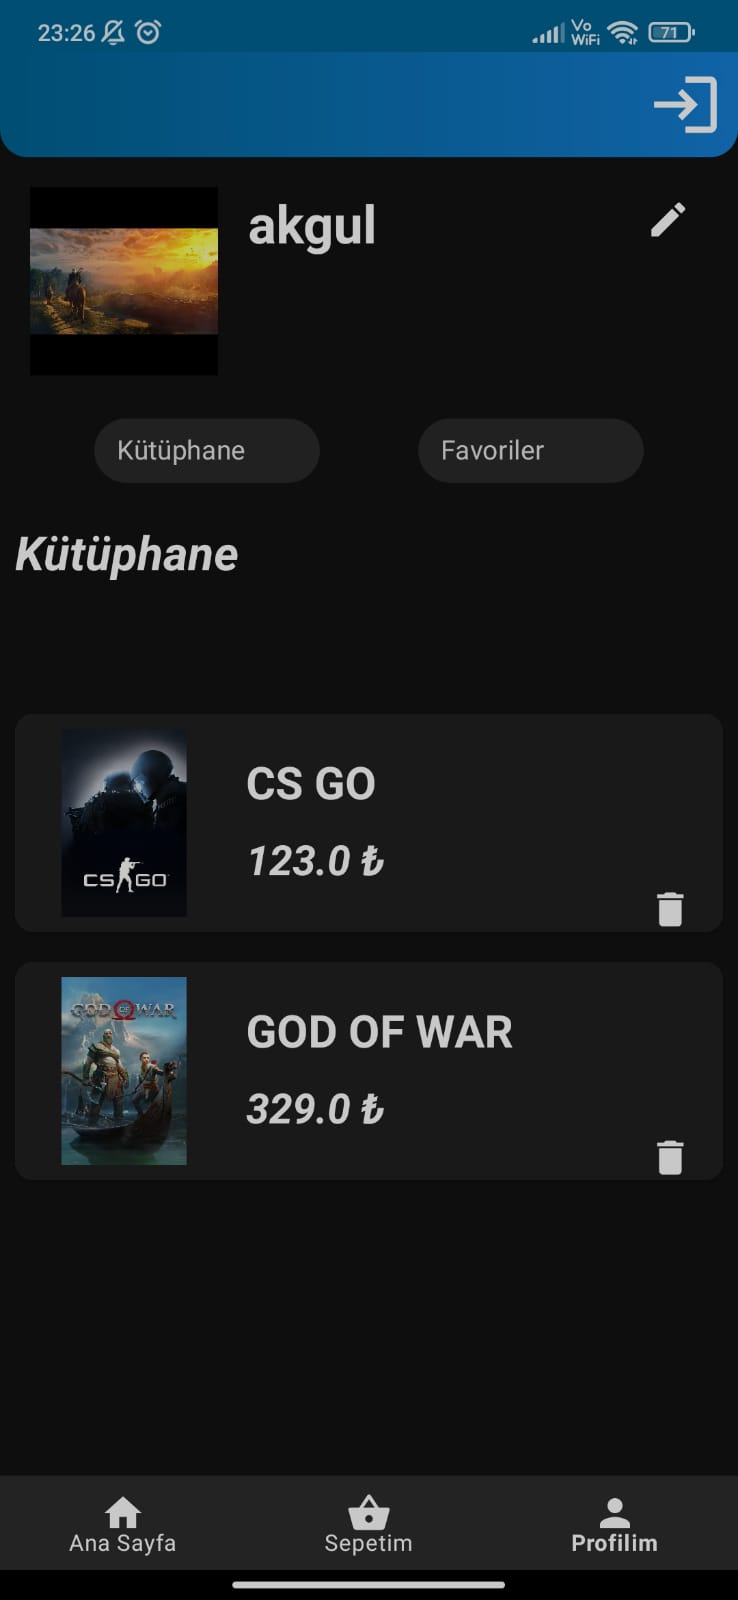 23:26 Vo WiFi 71
akgul
Kütüphane Favoriler
Kütüphane
CS GO
123.0 ₺
CS GO
GOD OF WAR
GOD OF WAR
329.0 ₺
Ana Sayfa Sepetim Profilim